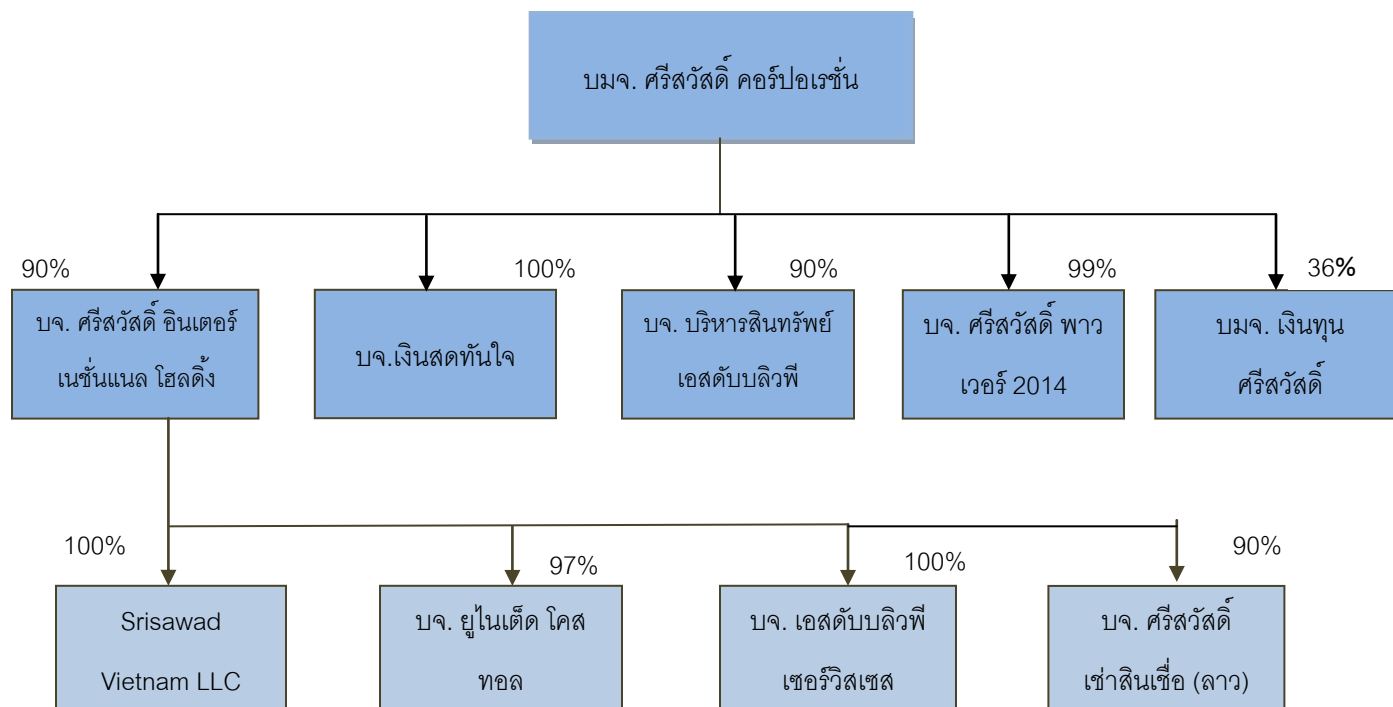 บมจ. ศรีสวัสดิ์ คอร์ปอเรชั่น
90%
100%
90%
99%
36%
บจ. ศรีสวัสดิ์ อินเตอร์
เนชั่นแนล โฮลดิ้ง
บจ.เงินสดทันใจ
บจ. บริหารสินทรัพย์
เอสดับบลิวพี
บจ. ศรีสวัสดิ์ พาว
เวอร์ 2014
บมจ. เงินทุน
ศรีสวัสดิ์
100%
97%
100%
90%
Srisawad
Vietnam LLC
บจ. ยูไนเต็ด โคส
ทอล
บจ. เอสดับบลิวพี
เซอร์วิสเซส
บจ. ศรีสวัสดิ์
เช่าสินเชื่อ (ลาว)